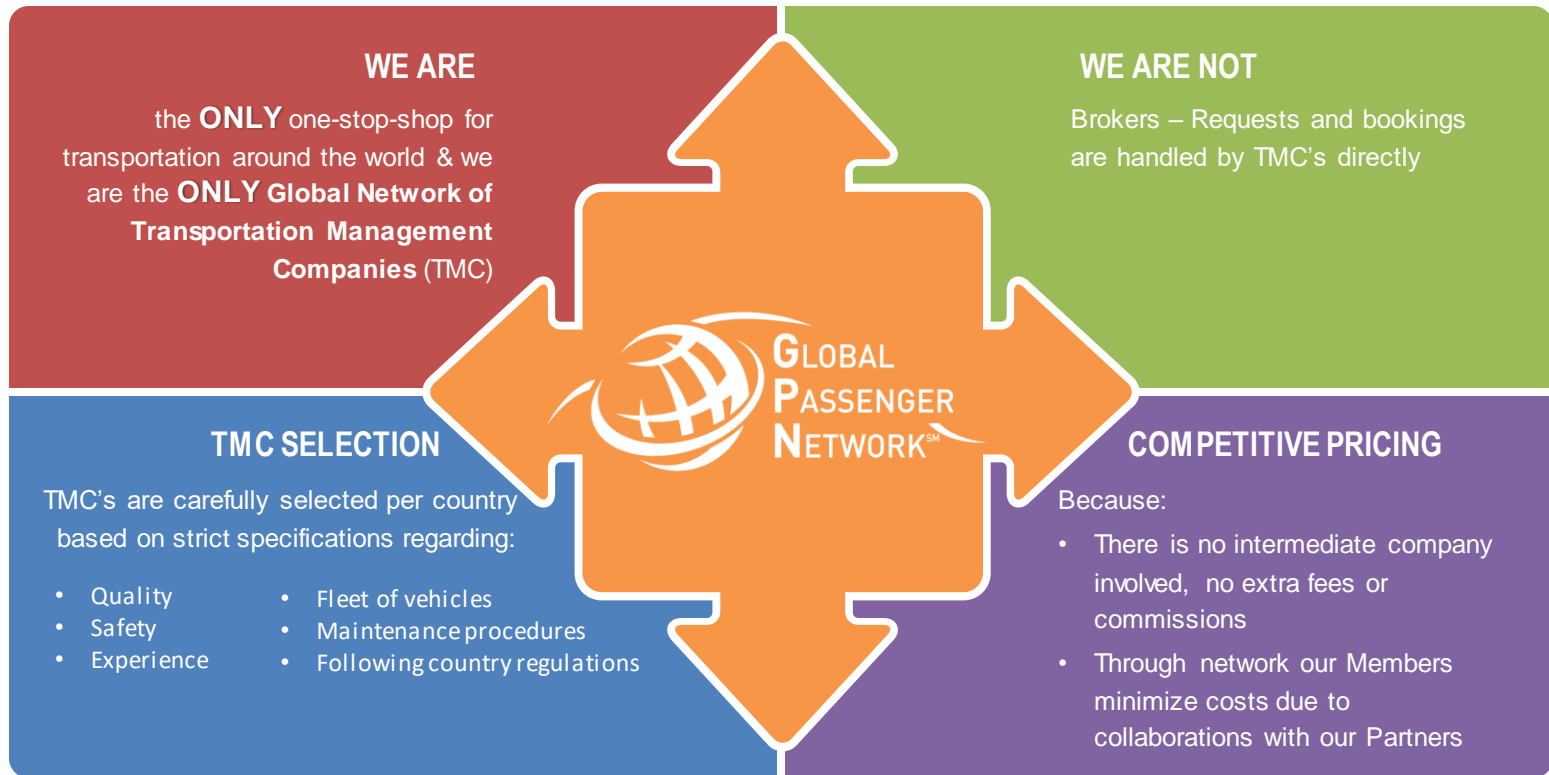 WE ARE
the ONLY one-stop-shop for
transportation around the world & we
are the ONLY Global Network of
Transportation Management
Companies (TMC)
WE ARE NOT
Brokers – Requests and bookings
are handled by TMC's directly
GLOBAL
PASSENGER
NETWORK℠
TMC SELECTION
TMC's are carefully selected per country
based on strict specifications regarding:
• Quality
• Safety
• Experience
• Fleet of vehicles
• Maintenance procedures
• Following country regulations
COMPETITIVE PRICING
Because:
• There is no intermediate company
involved, no extra fees or
commissions
• Through network our Members
minimize costs due to
collaborations with our Partners